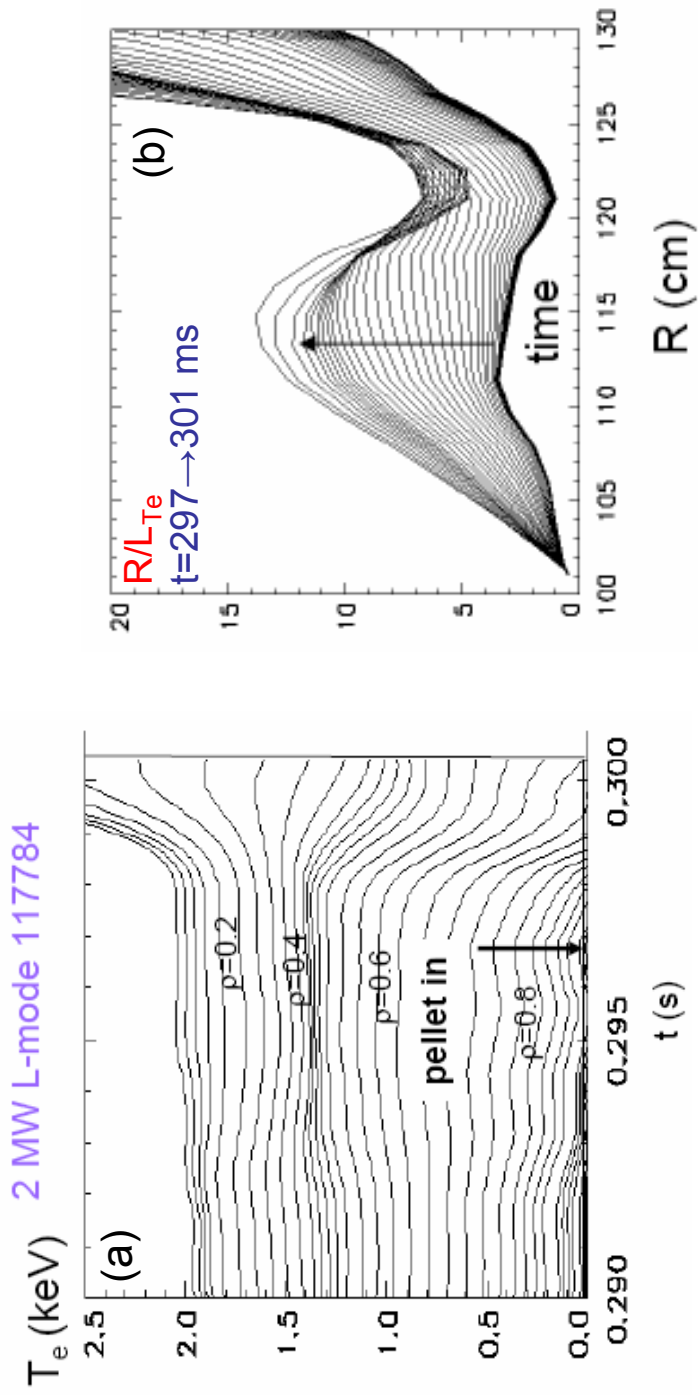 2 MW L-mode 117784
Tₑ (keV)
(a)
2.5
2.0
1.5
1.0
0.5
0.0
ρ=0.2
ρ=0.4
ρ=0.6
pellet in
ρ=0.8
0.290
0.295
0.300
t (s)
R/L_Te
t=297→301 ms
(b)
20
15
10
5
0
time
100
105
110
115
120
125
130
R (cm)